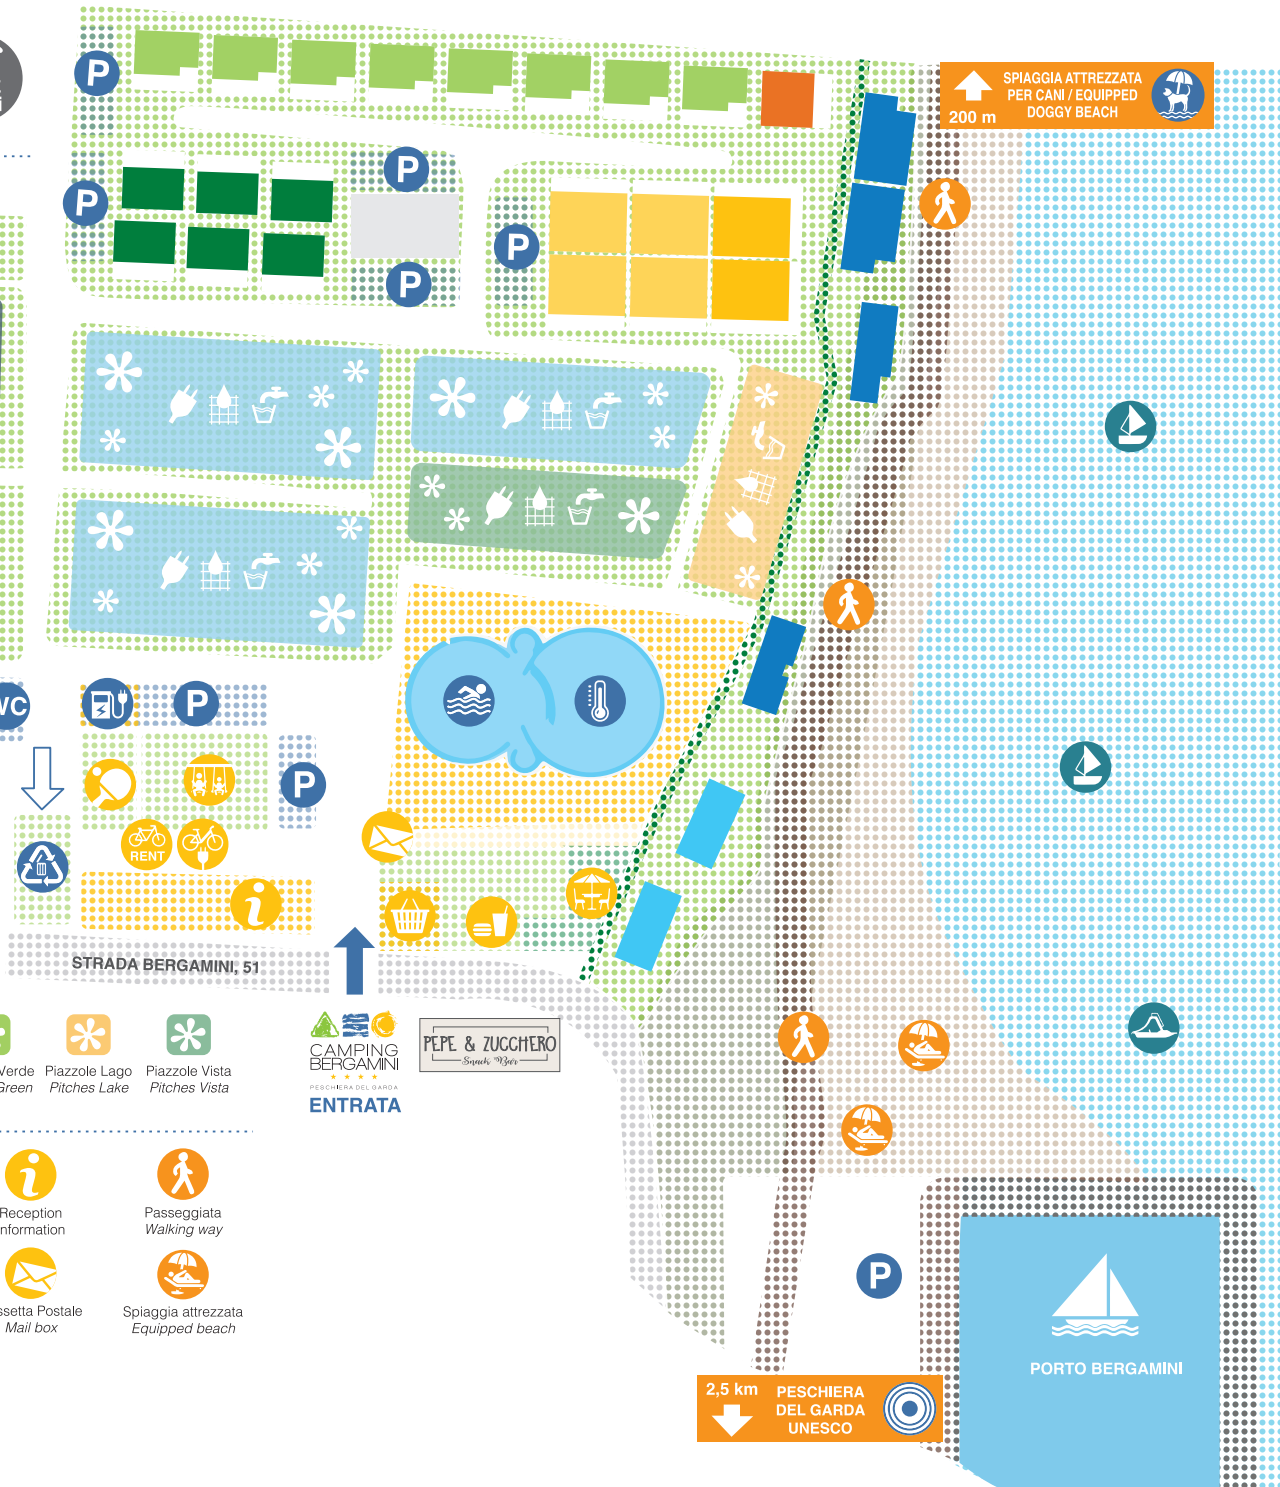 P
SPIAGGIA ATTREZZATA
PER CANI / EQUIPPED
DOGGY BEACH
200 m
P
P
P
P
P
WC
P
RENT
i
STRADA BERGAMINI, 51
Verde
Green
Piazzole Lago
Pitches Lake
Piazzole Vista
Pitches Vista
CAMPING
BERGAMINI
PESCHIERA DEL GARDA
ENTRATA
PEPE & ZUCCHERO
Snack Bar
i
Reception
Information
Passeggiata
Walking way
ssetta Postale
Mail box
Spiaggia attrezzata
Equipped beach
P
PORTO BERGAMINI
2,5 km
PESCHIERA
DEL GARDA
UNESCO